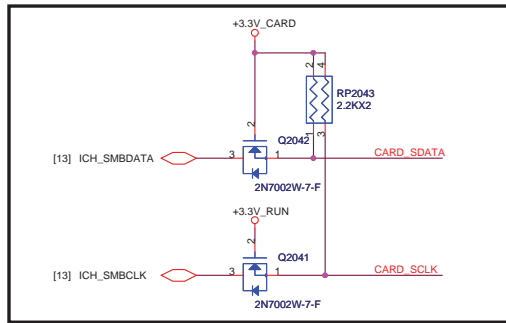 +3.3V_CARD
2 4
RP2043
2.2KX2
2
1 3
Q2042
[13] ICH_SMBDATA 3 1 CARD_SDATA
2N7002W-7-F
+3.3V_RUN
2
Q2041
[13] ICH_SMBCLK 3 1 CARD_SCLK
2N7002W-7-F